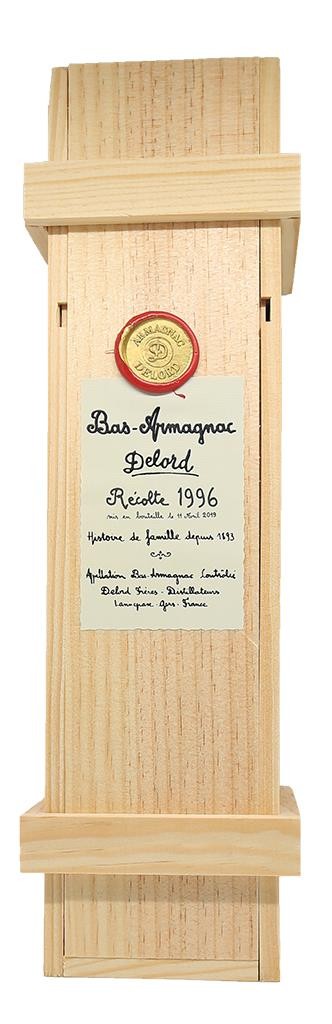 ARMAGNAC
D
DELORD
Bas-Armagnac
Delord
Récolte 1996
mis en bouteille le 11 Avril 2019
Histoire de famille depuis 1893
Appellation Bas-Armagnac Contrôlée
Delord Frères - Distillateurs
Lannepax - Gers - France